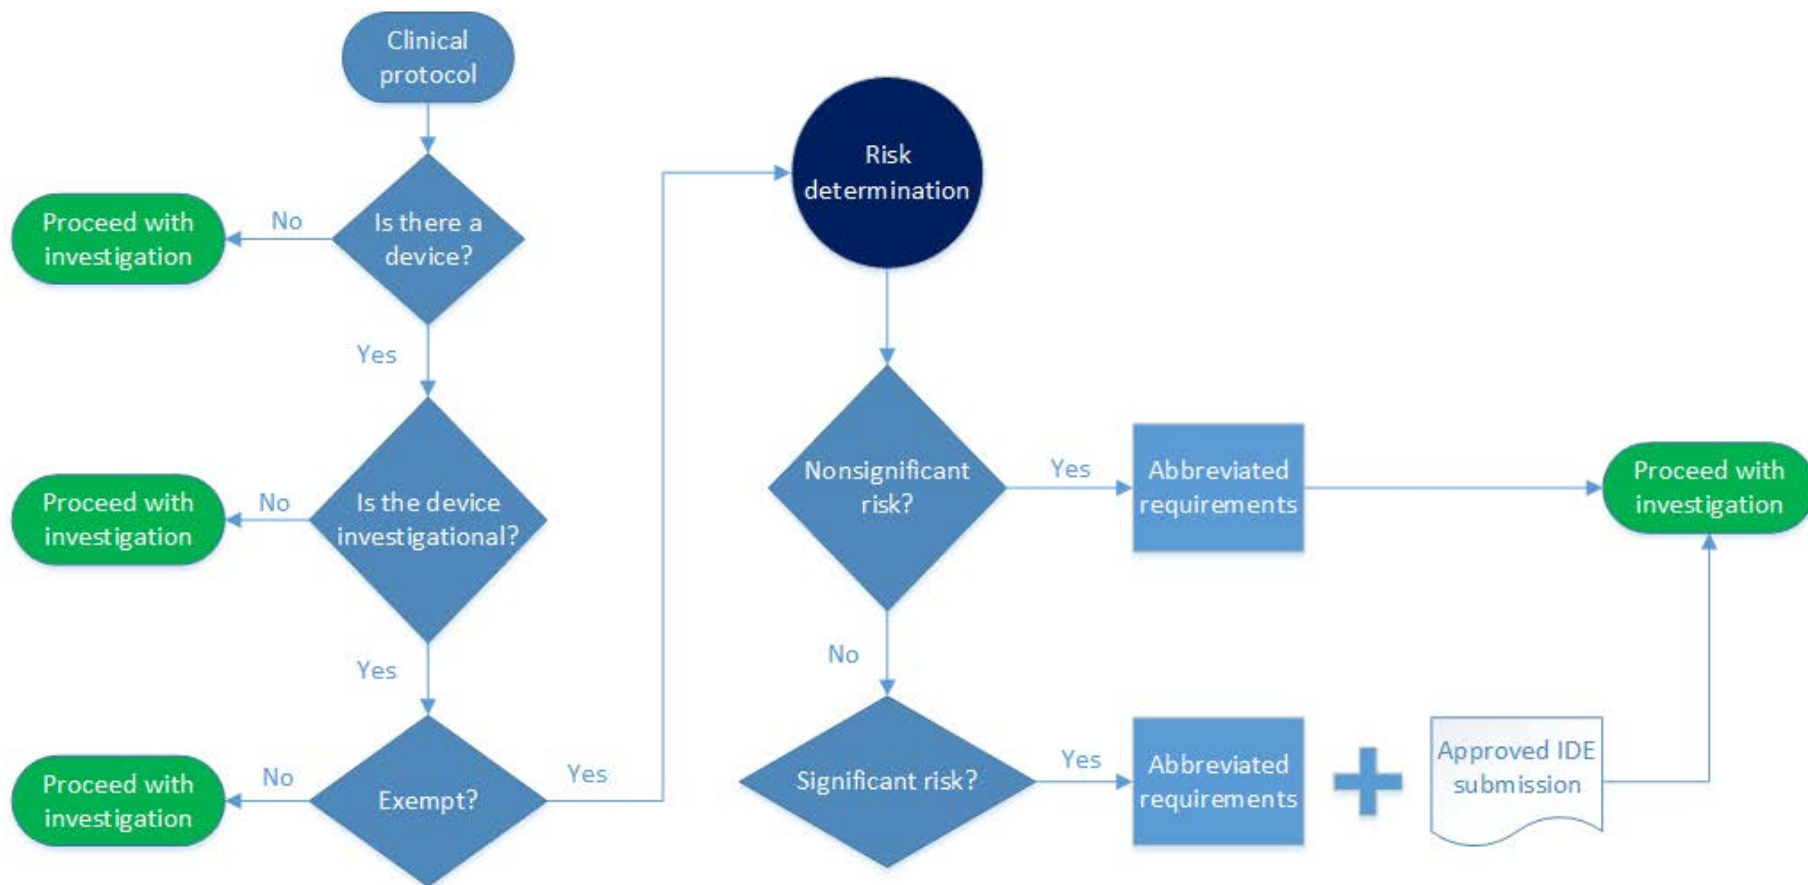 Clinical
protocol
Is there a
device?
No
Proceed with
investigation
Yes
Is the device
investigational?
No
Proceed with
investigation
Yes
Exempt?
No
Proceed with
investigation
Yes
Risk
determination
Nonsignificant
risk?
Yes
Abbreviated
requirements
Proceed with
investigation
No
Significant risk?
Yes
Abbreviated
requirements
Approved IDE
submission